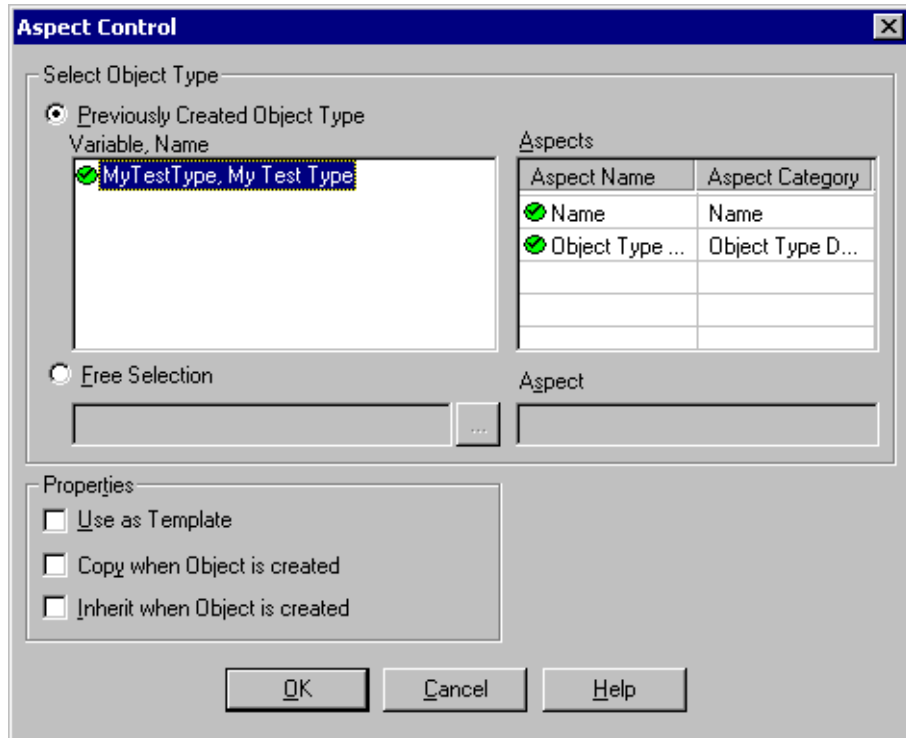 Aspect Control
Select Object Type
Previously Created Object Type
Variable, Name
MyTestType, My Test Type
Aspects
Aspect Name Aspect Category
Name Name
Object Type ... Object Type D...
Free Selection
Aspect
...
Properties
Use as Template
Copy when Object is created
Inherit when Object is created
OK Cancel Help